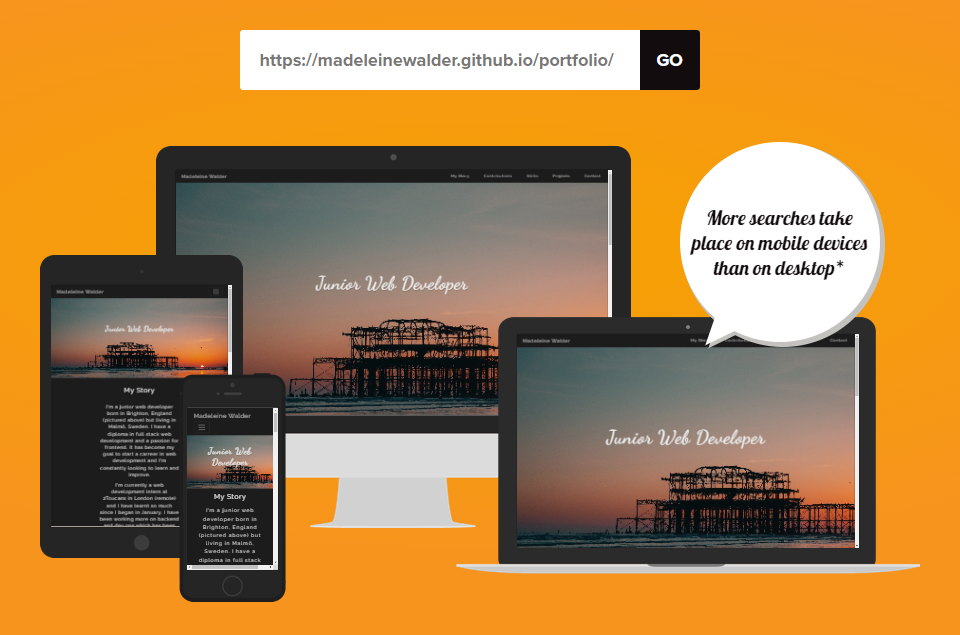 https://madeleinewalder.github.io/portfolio/ GO
More searches take
place on mobile devices
than on desktop*
Madeleine Walder My Story Contributions Skills Projects Contact
Junior Web Developer
Madeleine Walder
Junior Web Developer
My Story
I'm a junior web developer
born in Brighton, England
(pictured above) but living in
Malmö, Sweden. I have a
diploma in full stack web
development and a passion for
frontend. It has become my
goal to start a career in web
development and I'm
constantly looking to learn and
improve.
I'm currently a web
development intern at
2Toucans in London (remote)
and I have learnt so much
since I began in January. I have
been working more on backend
Madeleine Walder
Junior Web
Developer
My Story
I'm a junior web
developer born in
Brighton, England
(pictured above) but
living in Malmö,
Sweden. I have a
diploma in full stack
Madeleine Walder Contact
Junior Web Developer